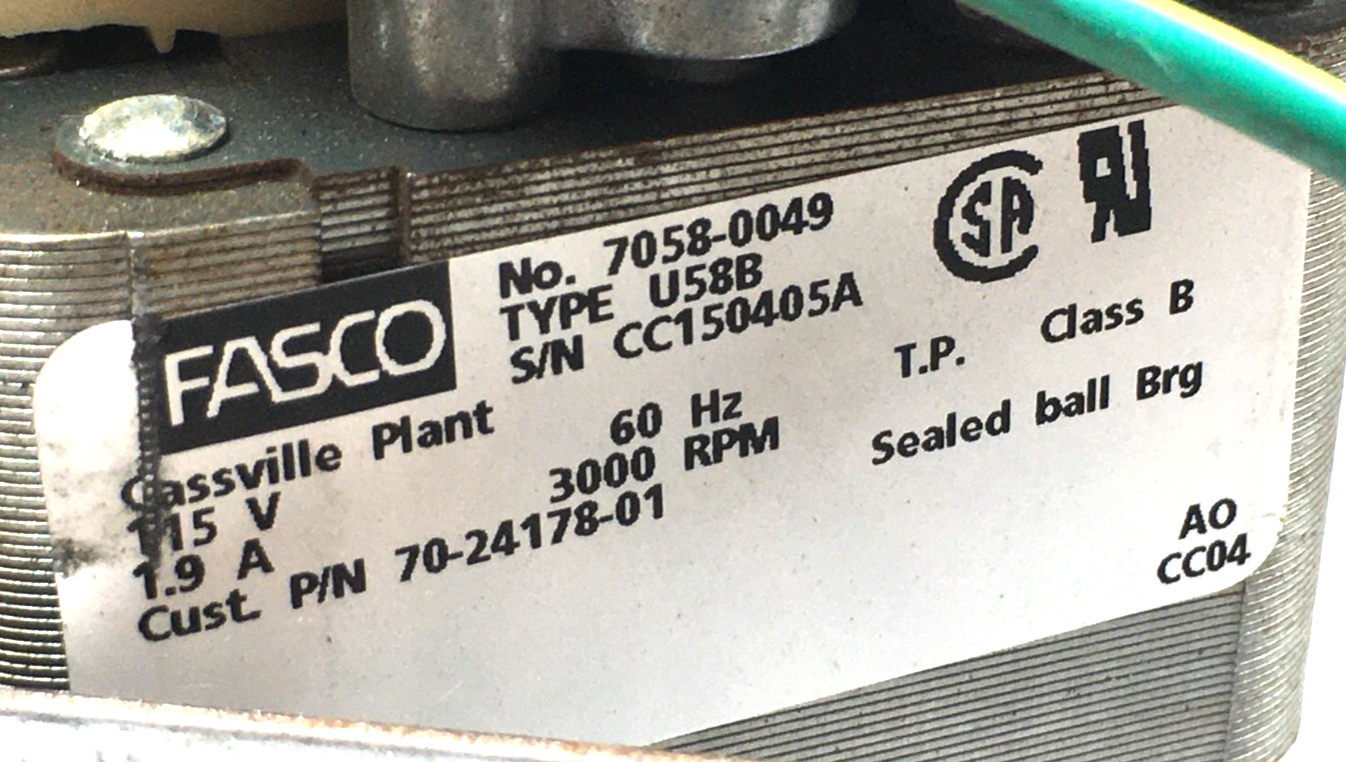 FASCO
No. 7058-0049
TYPE U58B
S/N CC150405A
Cassville Plant
115 V 60 Hz
1.9 A 3000 RPM
Cust. P/N 70-24178-01
T.P. Class B
Sealed ball Brg
AO
CC04